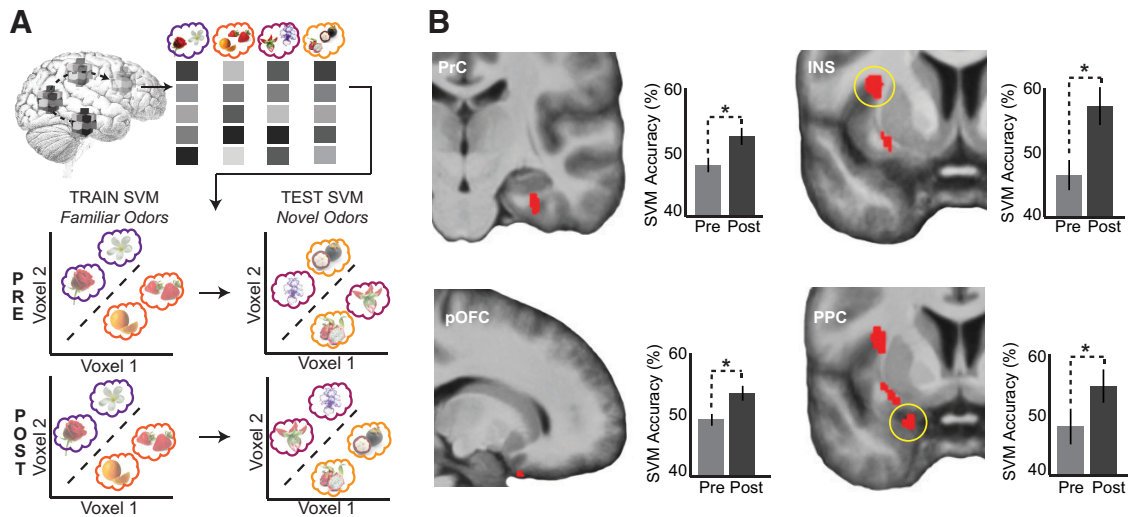 A
TRAIN SVM
Familiar Odors
TEST SVM
Novel Odors
PRE
Voxel 2
Voxel 1
Voxel 2
Voxel 1
POST
Voxel 2
Voxel 1
Voxel 2
Voxel 1
B
PrC
SVM Accuracy (%)
60
50
40
*
Pre Post
INS
SVM Accuracy (%)
60
50
40
*
Pre Post
pOFC
SVM Accuracy (%)
60
50
40
*
Pre Post
PPC
SVM Accuracy (%)
60
50
40
*
Pre Post